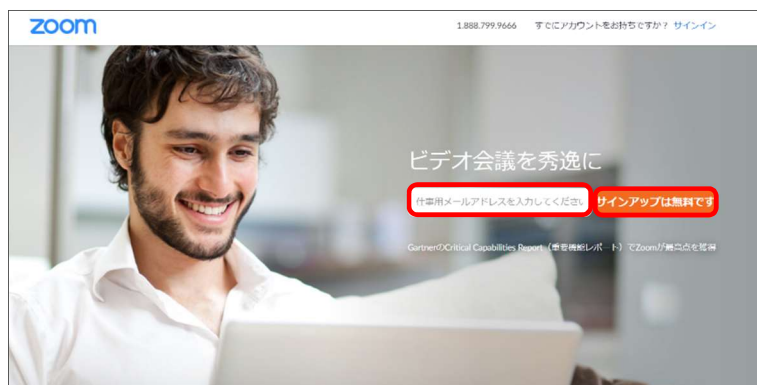 zoom
1.888.799.9666 すでにアカウントをお持ちですか? サインイン
ビデオ会議を秀逸に
仕事用メールアドレスを入力してください
サインアップは無料です
GartnerのCritical Capabilities Report（重要機能レポート）でZoomが最高点を獲得